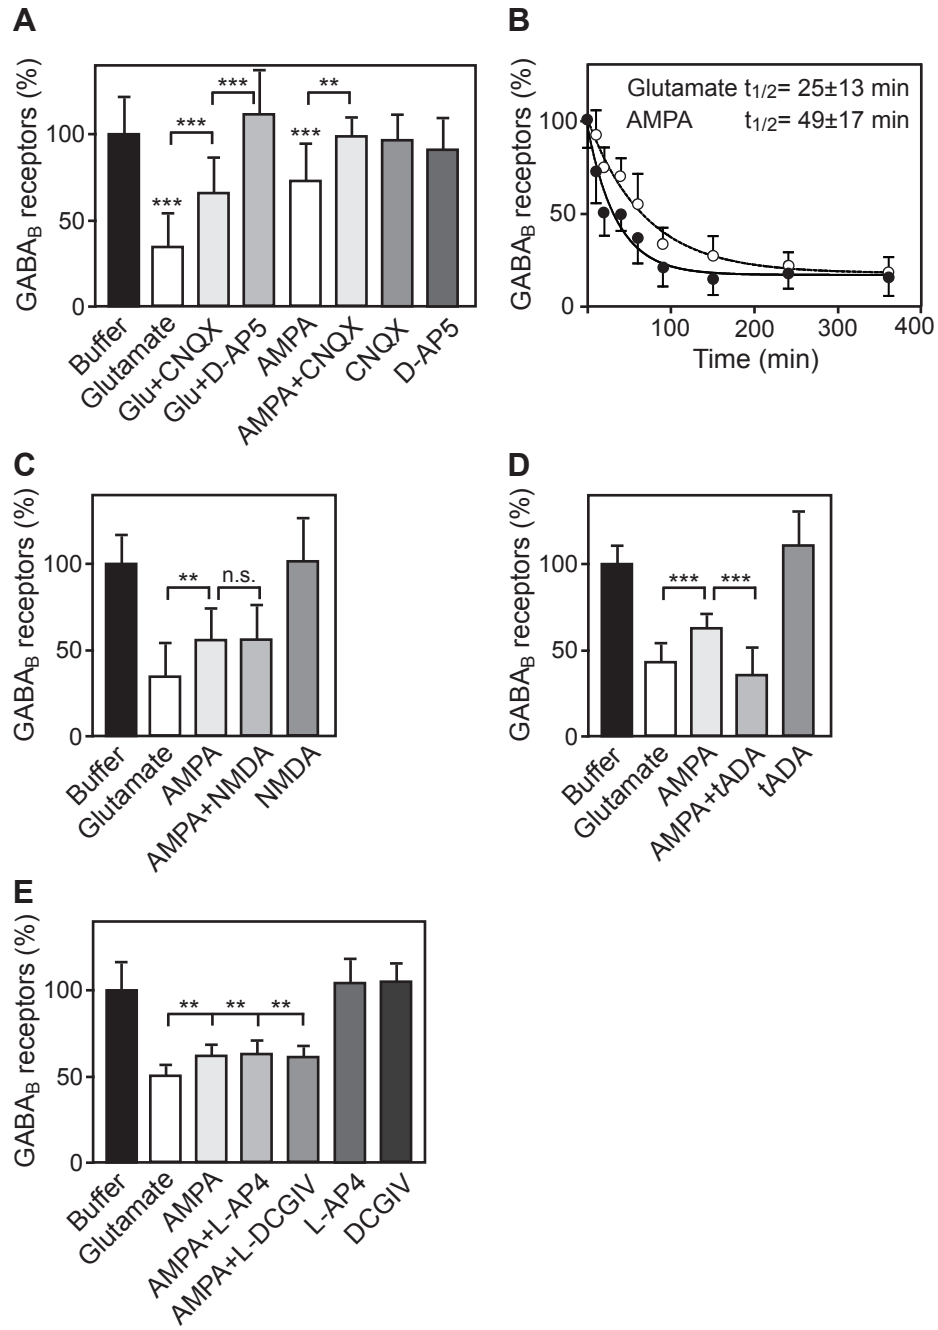 A
GABAB receptors (%)
100
50
0
***
***
***
***
**
Buffer
Glutamate
Glu+CNQX
Glu+D-AP5
AMPA
AMPA+CNQX
CNQX
D-AP5
B
GABAB receptors (%)
Glutamate t1/2= 25±13 min
AMPA t1/2= 49±17 min
100
50
0
100 200 300 400
Time (min)
C
GABAB receptors (%)
100
50
0
** n.s.
Buffer
Glutamate
AMPA
AMPA+NMDA
NMDA
D
GABAB receptors (%)
100
50
0
*** ***
Buffer
Glutamate
AMPA
AMPA+tADA
tADA
E
GABAB receptors (%)
100
50
0
** ** **
Buffer
Glutamate
AMPA
AMPA+L-AP4
AMPA+L-DCGIV
L-AP4
DCGIV